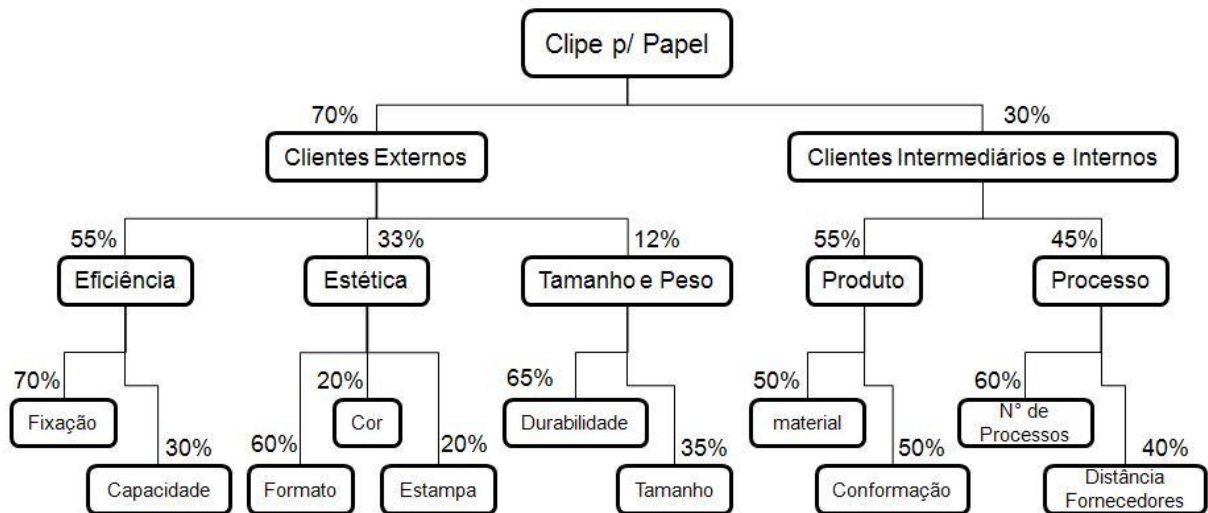 Clipe p/ Papel
70%
30%
Clientes Externos
Clientes Intermediários e Internos
55%
33%
12%
55%
45%
Eficiência
Estética
Tamanho e Peso
Produto
Processo
70%
20%
65%
50%
60%
Fixação
Cor
Durabilidade
material
N° de
Processos
30%
60%
20%
35%
50%
40%
Capacidade
Formato
Estampa
Tamanho
Conformação
Distância
Fornecedores